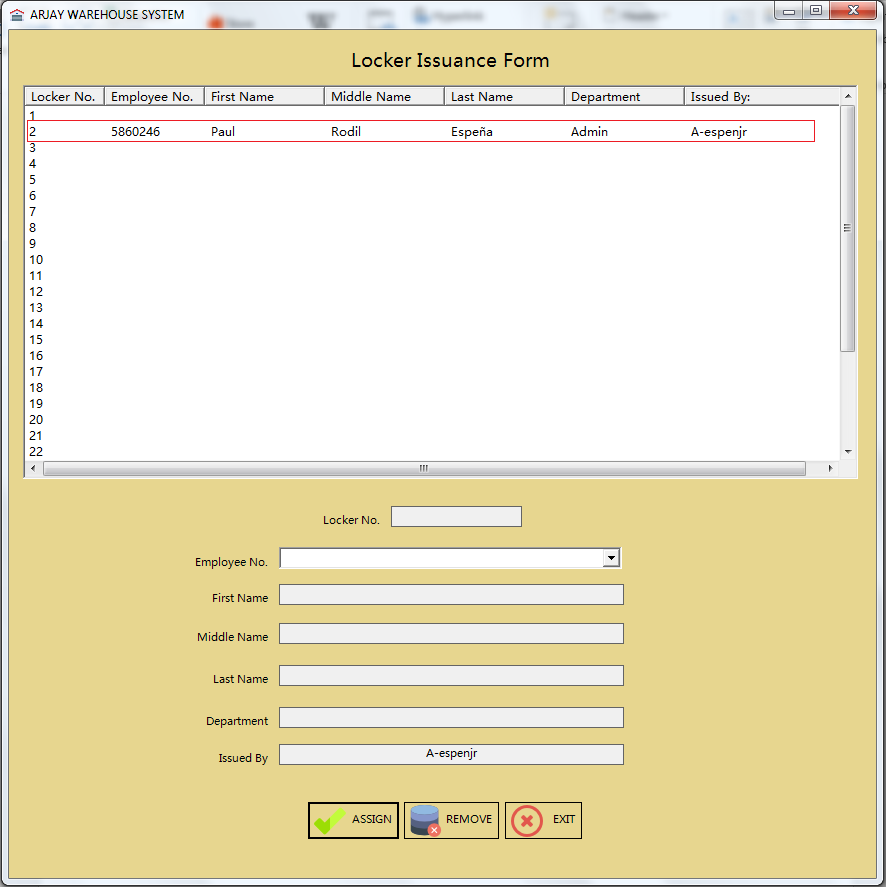 ARJAY WAREHOUSE SYSTEM
Locker Issuance Form
Locker No. Employee No. First Name Middle Name Last Name Department Issued By:
1
2 5860246 Paul Rodil Espeña Admin A-espenjr
3
4
5
6
7
8
9
10
11
12
13
14
15
16
17
18
19
20
21
22
Locker No.
Employee No.
First Name
Middle Name
Last Name
Department
Issued By A-espenjr
ASSIGN REMOVE EXIT